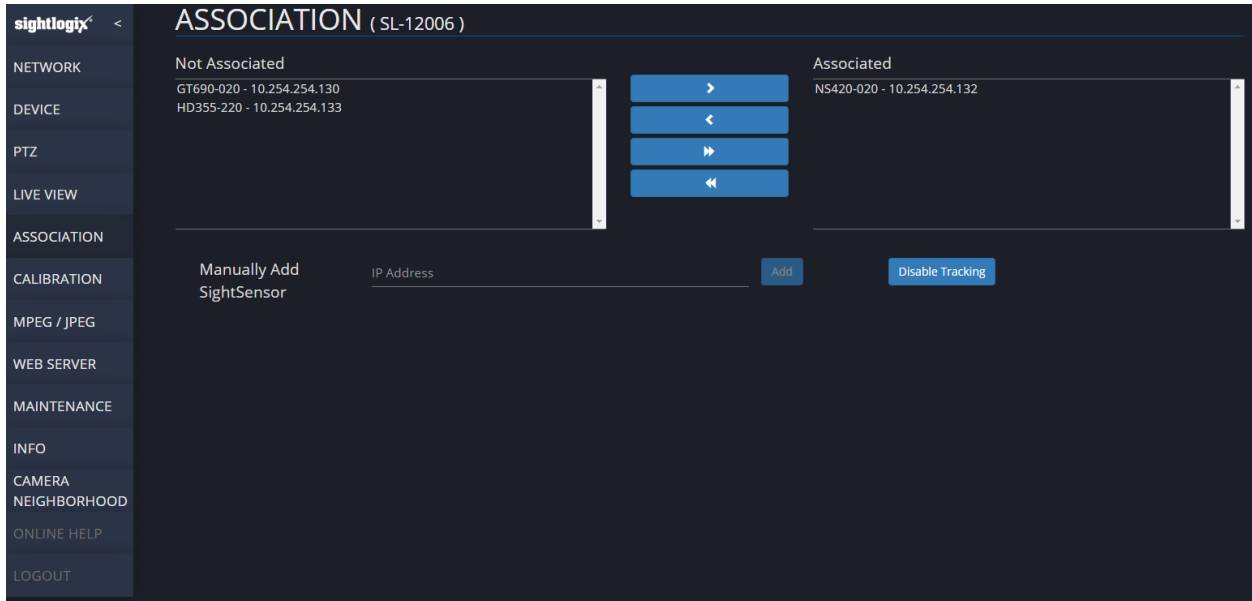 sightlogix <
NETWORK
DEVICE
PTZ
LIVE VIEW
ASSOCIATION
CALIBRATION
MPEG / JPEG
WEB SERVER
MAINTENANCE
INFO
CAMERA
NEIGHBORHOOD
ONLINE HELP
LOGOUT
ASSOCIATION ( SL-12006 )
Not Associated
GT690-020 - 10.254.254.130
HD355-220 - 10.254.254.133
Associated
NS420-020 - 10.254.254.132
Manually Add
SightSensor
IP Address
Add
Disable Tracking